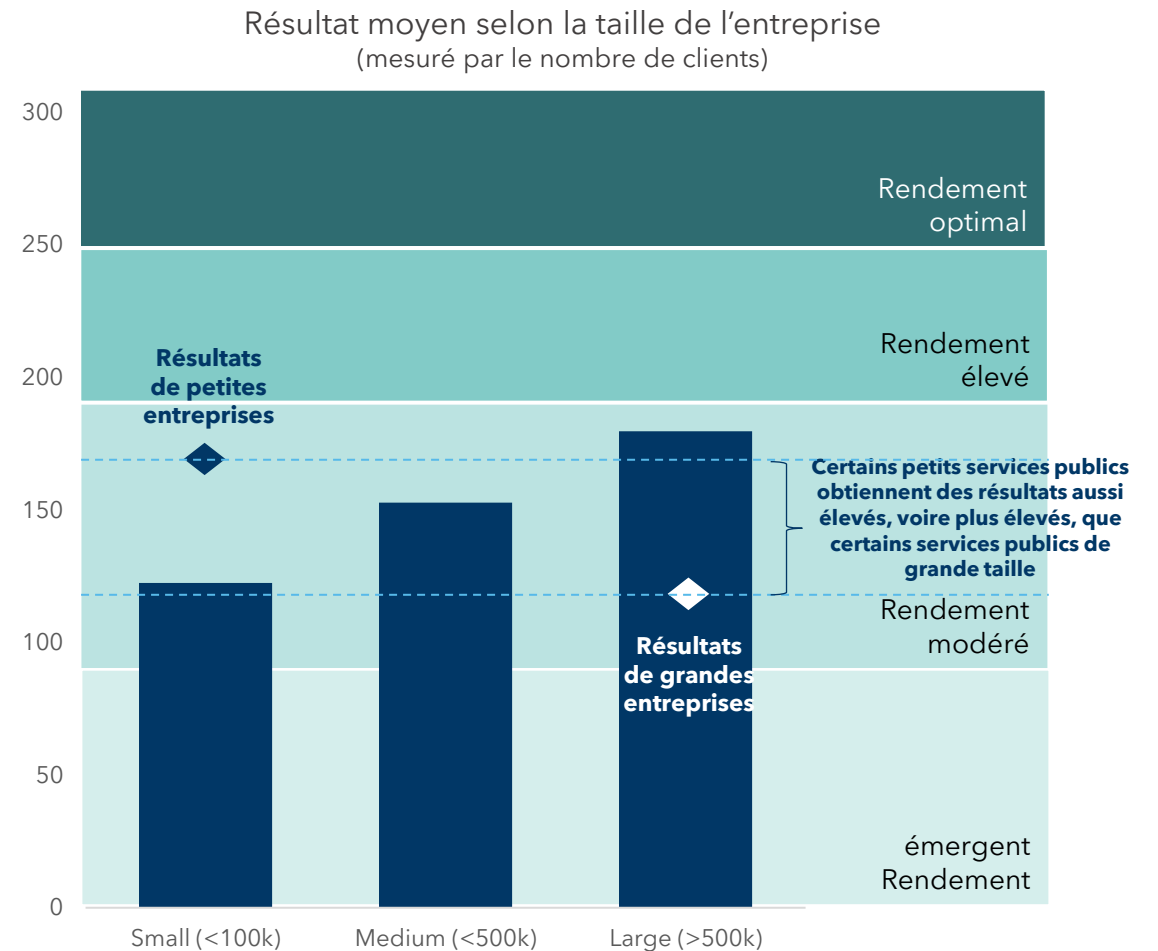 Résultat moyen selon la taille de l’entreprise
(mesuré par le nombre de clients)
300
250
200
150
100
50
0
Rendement
optimal
Rendement
élevé
Résultats
de petites
entreprises
Certains petits services publics
obtiennent des résultats aussi
élevés, voire plus élevés, que
certains services publics de
grande taille
Rendement
modéré
Résultats
de grandes
entreprises
émergent
Rendement
Small (<100k)
Medium (<500k)
Large (>500k)